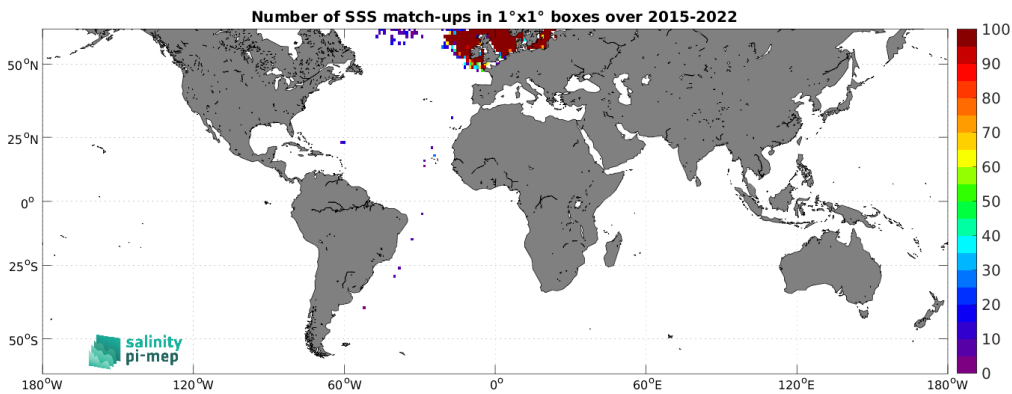 Number of SSS match-ups in 1°x1° boxes over 2015-2022
50°N
25°N
0°
25°S
50°S
180°W
120°W
60°W
0°
60°E
120°E
180°W
100
90
80
70
60
50
40
30
20
10
0
salinity
pi-mep